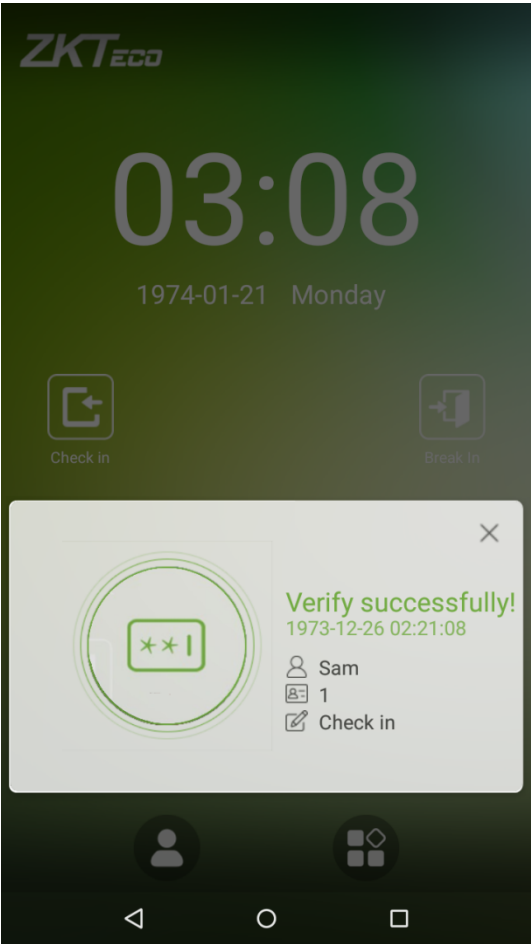 ZKTECO
03:08
1974-01-21 Monday
Check in
Break In
Verify successfully!
1973-12-26 02:21:08
**|
Sam
1
Check in